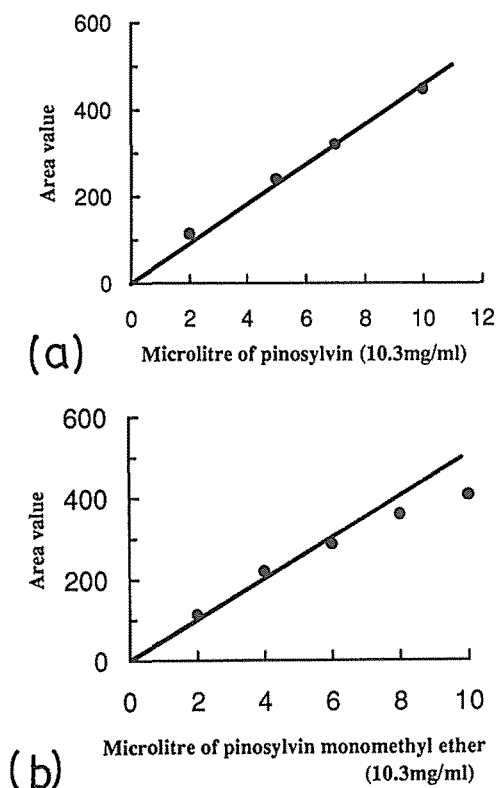 600
400
200
0
Area value
0 2 4 6 8 10 12
(a)
Microlitre of pinosylvin (10.3mg/ml)
600
400
200
0
Area value
0 2 4 6 8 10
(b)
Microlitre of pinosylvin monomethyl ether
(10.3mg/ml)